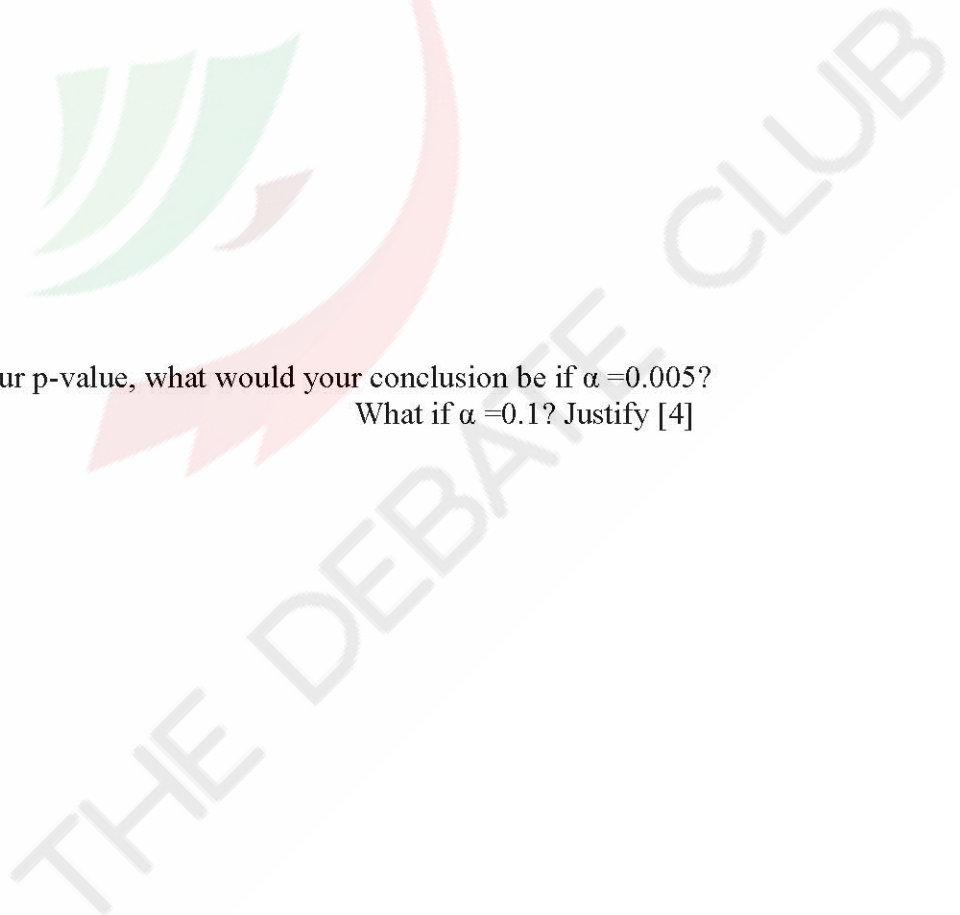 ur p-value, what would your conclusion be if α =0.005?
What if α =0.1? Justify [4]
THE DEBATE CLUB